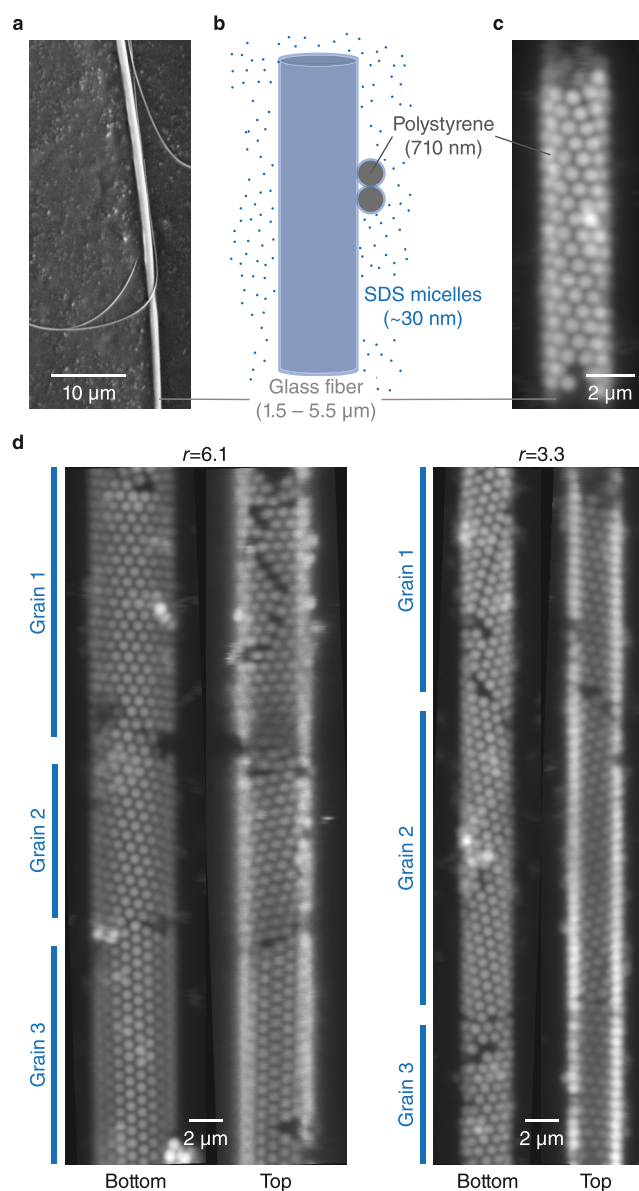 a
b
c
Polystyrene
(710 nm)
SDS micelles
(~30 nm)
10 µm
Glass fiber
(1.5 – 5.5 µm)
2 µm
d
r=6.1
r=3.3
Grain 1
Grain 2
Grain 3
Grain 1
Grain 2
Grain 3
2 µm
2 µm
Bottom
Top
Bottom
Top